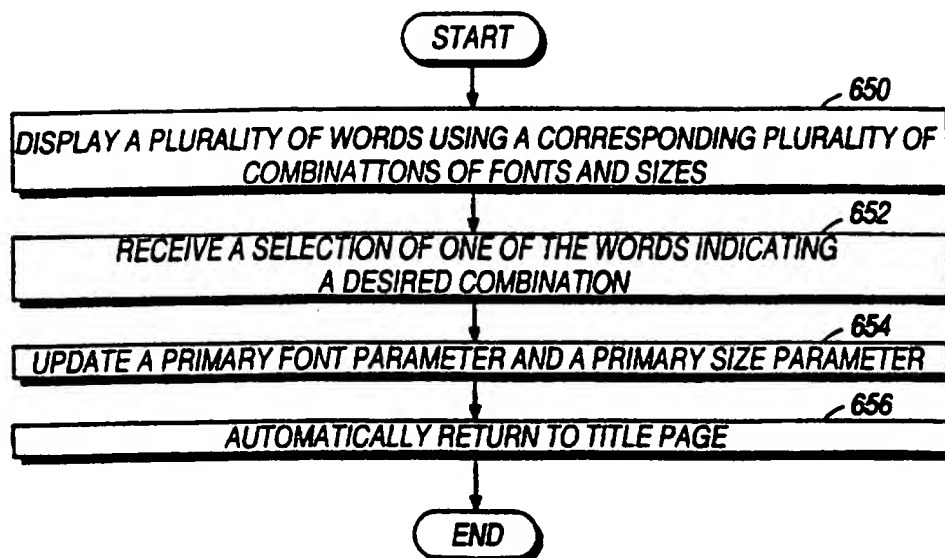 START
650
DISPLAY A PLURALITY OF WORDS USING A CORRESPONDING PLURALITY OF
COMBINATTONS OF FONTS AND SIZES
652
RECEIVE A SELECTION OF ONE OF THE WORDS INDICATING
A DESIRED COMBINATION
654
UPDATE A PRIMARY FONT PARAMETER AND A PRIMARY SIZE PARAMETER
656
AUTOMATICALLY RETURN TO TITLE PAGE
END